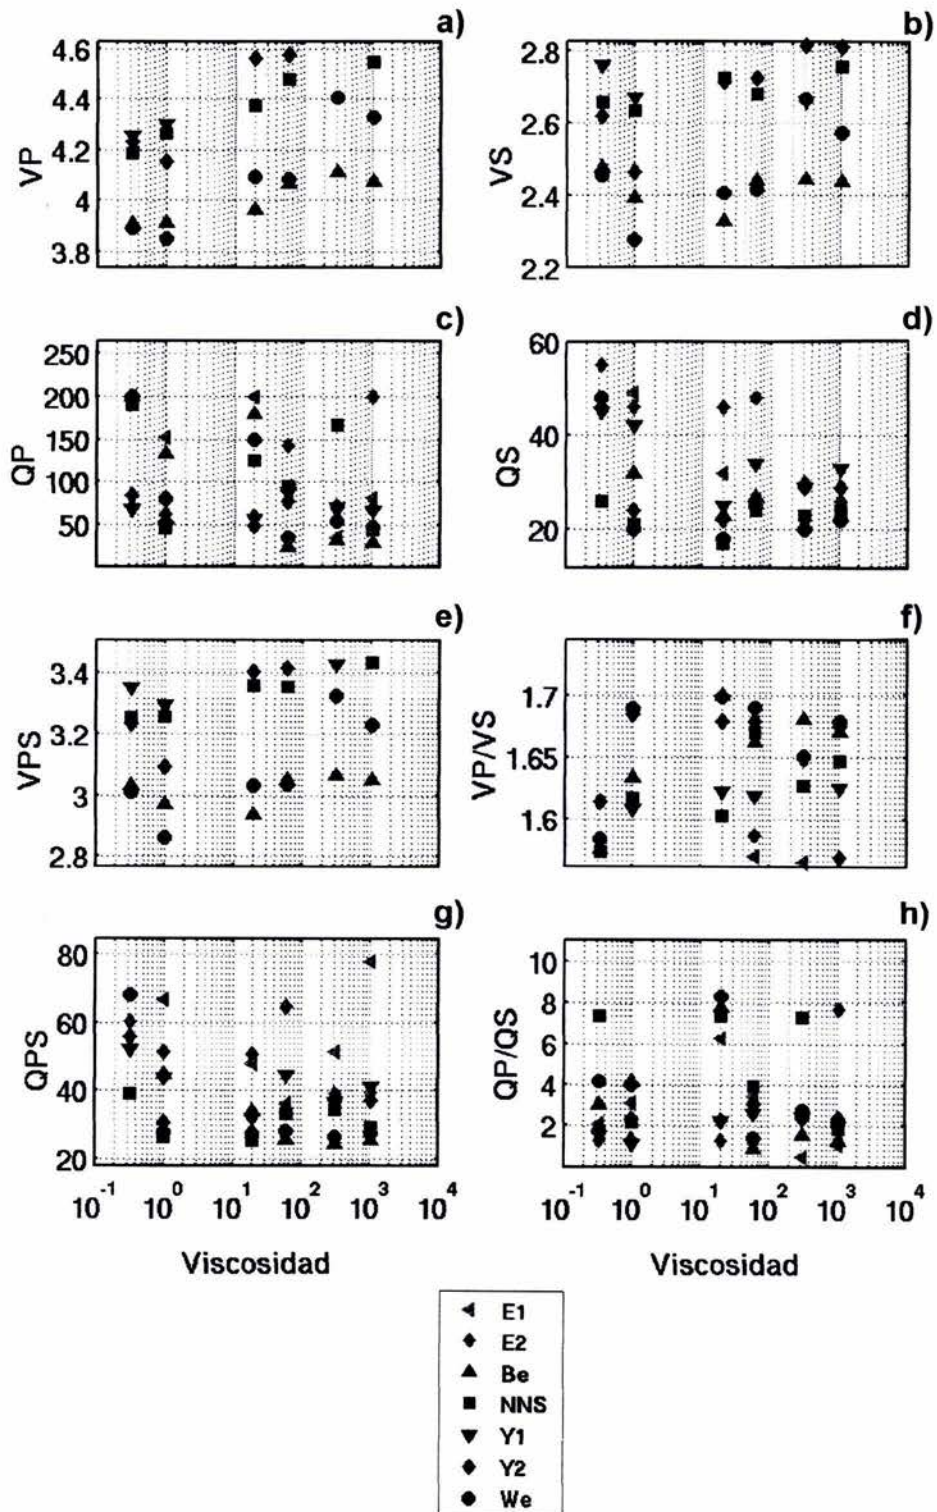 a)
VP
4.6
4.4
4.2
4
3.8
b)
VS
2.8
2.6
2.4
2.2
c)
QP
250
200
150
100
50
d)
QS
60
40
20
e)
VPS
3.4
3.2
3
2.8
f)
VP/VS
1.7
1.65
1.6
g)
QPS
80
60
40
20
10^-1 10^0 10^1 10^2 10^3 10^4
Viscosidad
h)
QP/QS
10
8
6
4
2
10^-1 10^0 10^1 10^2 10^3 10^4
Viscosidad
E1
E2
Be
NNS
Y1
Y2
We